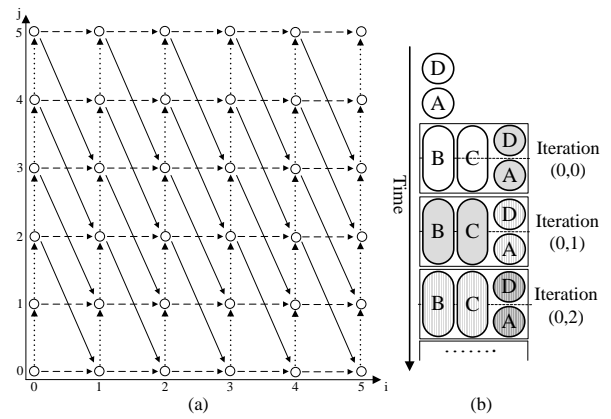 j
5
4
3
2
1
0
0 1 2 3 4 5 i
(a)
Time
D
A
B C D A
Iteration
(0,0)
B C D A
Iteration
(0,1)
B C D A
Iteration
(0,2)
.......
(b)